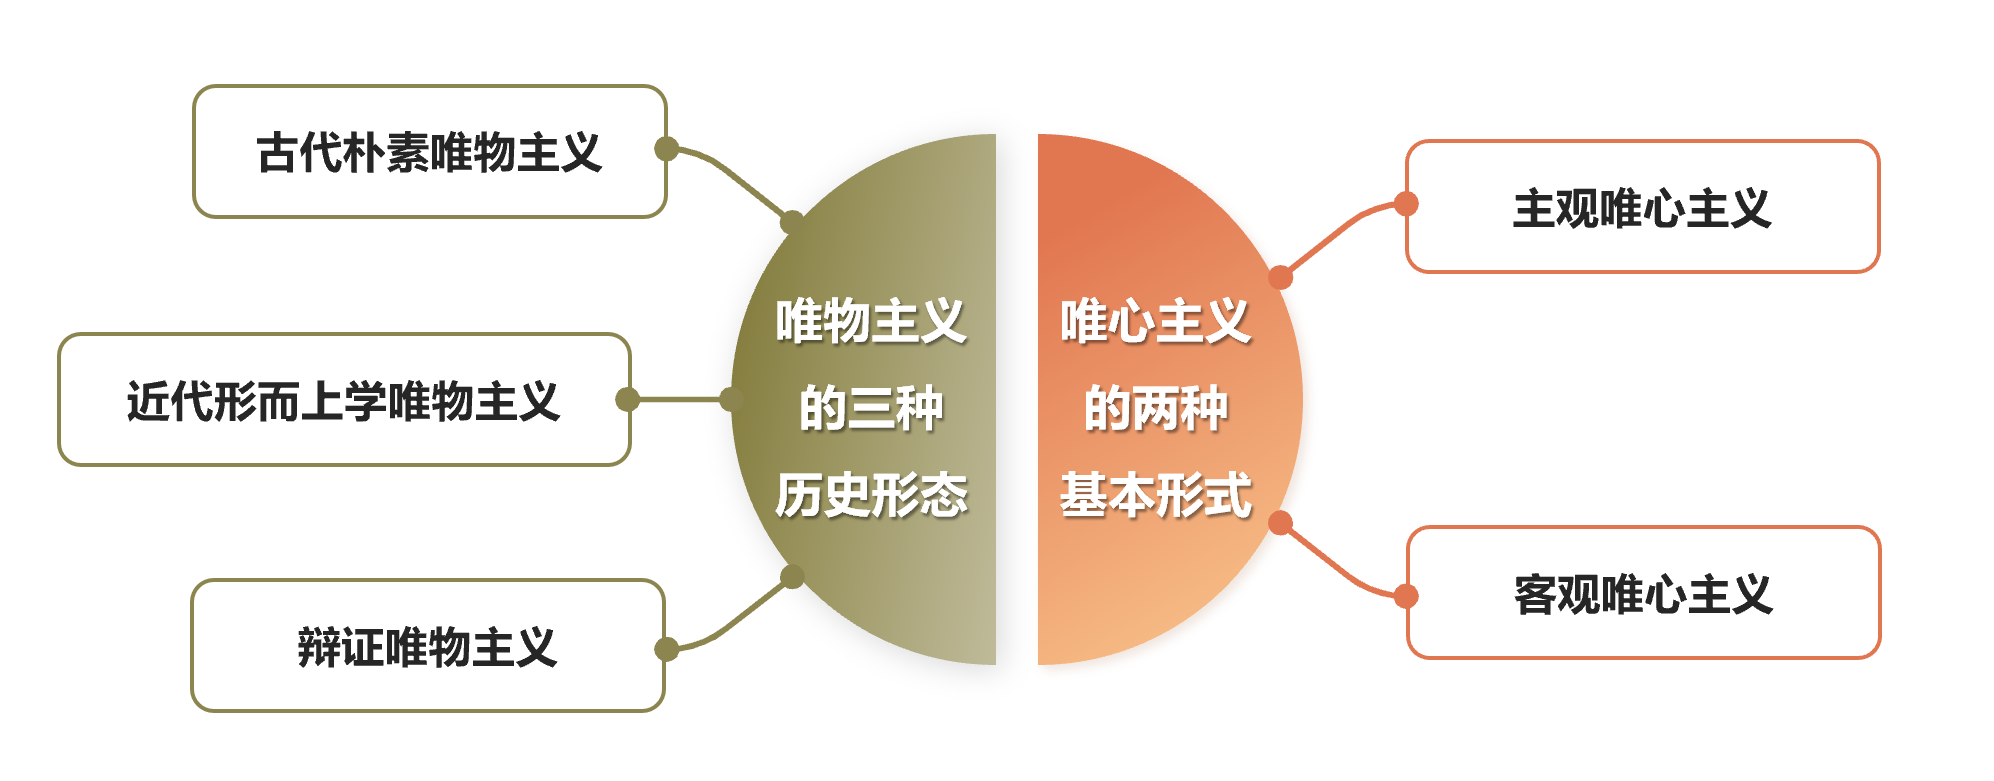 古代朴素唯物主义
近代形而上学唯物主义
辩证唯物主义
唯物主义
的三种
历史形态
唯心主义
的两种
基本形式
主观唯心主义
客观唯心主义